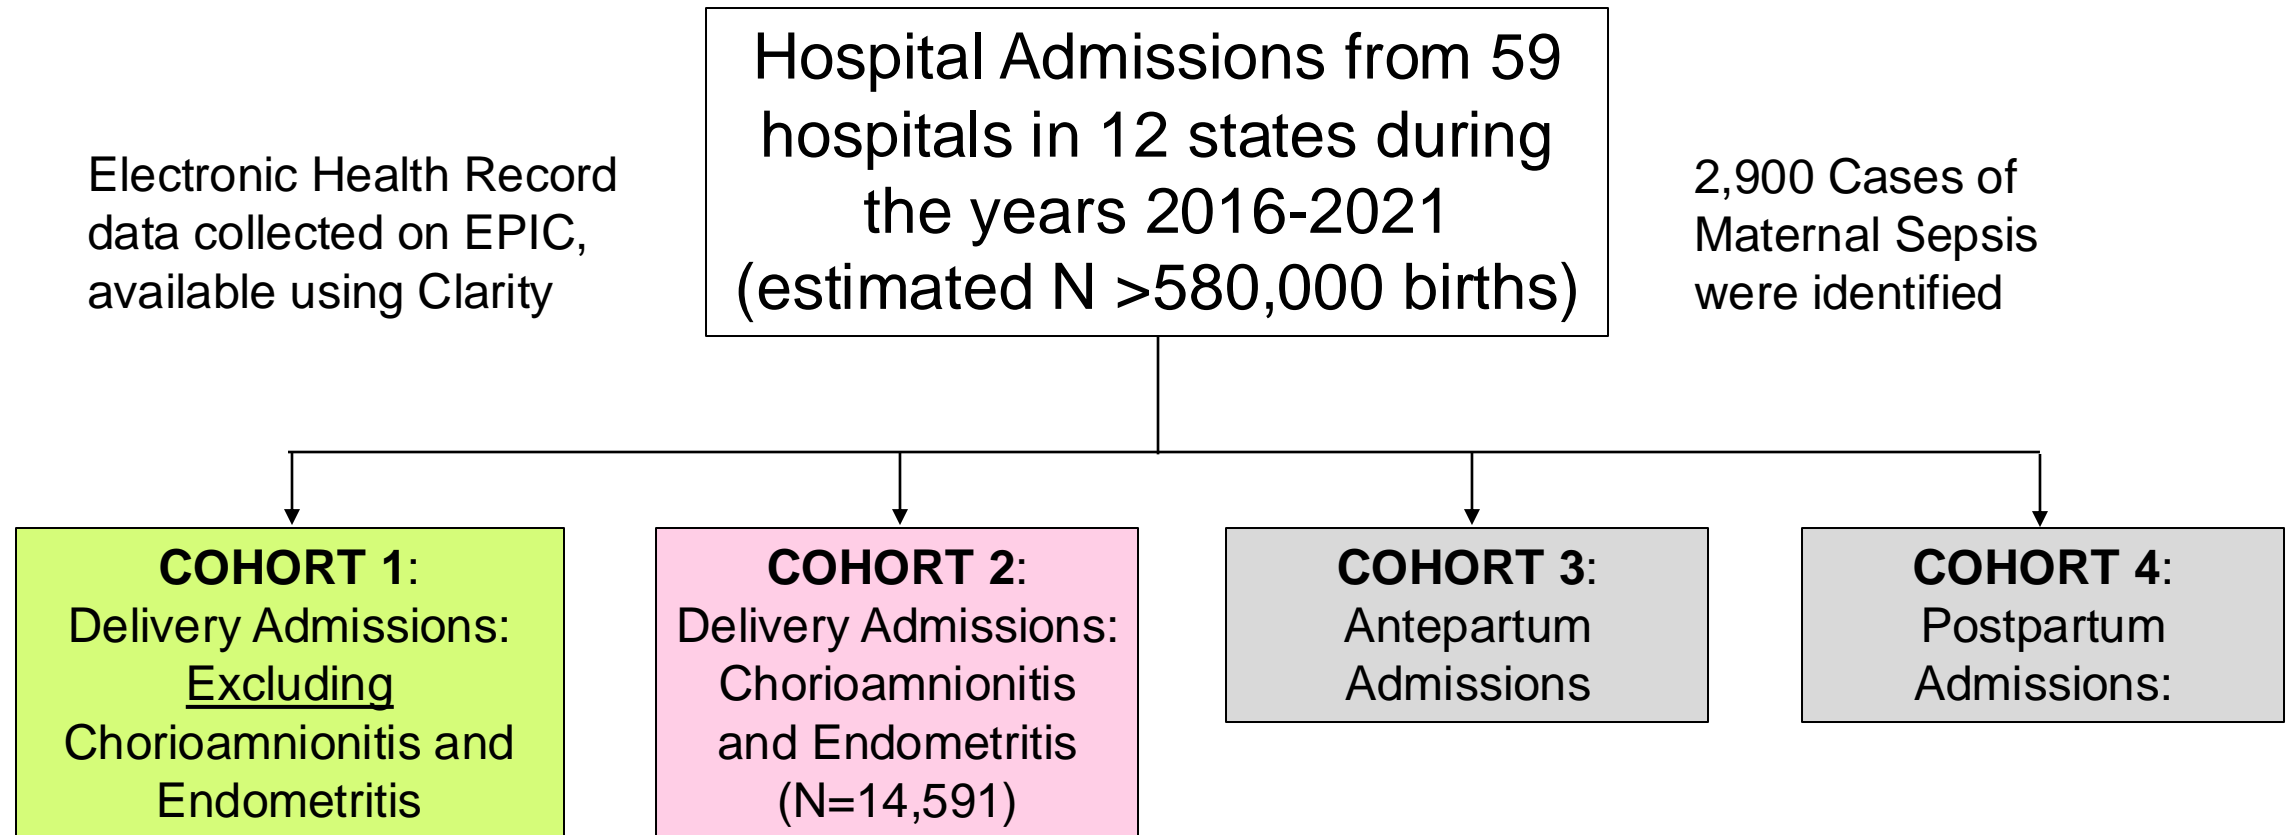 Hospital Admissions from 59
hospitals in 12 states during
the years 2016-2021
(estimated N >580,000 births)
Electronic Health Record
data collected on EPIC,
available using Clarity
2,900 Cases of
Maternal Sepsis
were identified
COHORT 1:
Delivery Admissions:
Excluding
Chorioamnionitis and
Endometritis
COHORT 2:
Delivery Admissions:
Chorioamnionitis
and Endometritis
(N=14,591)
COHORT 3:
Antepartum
Admissions
COHORT 4:
Postpartum
Admissions: